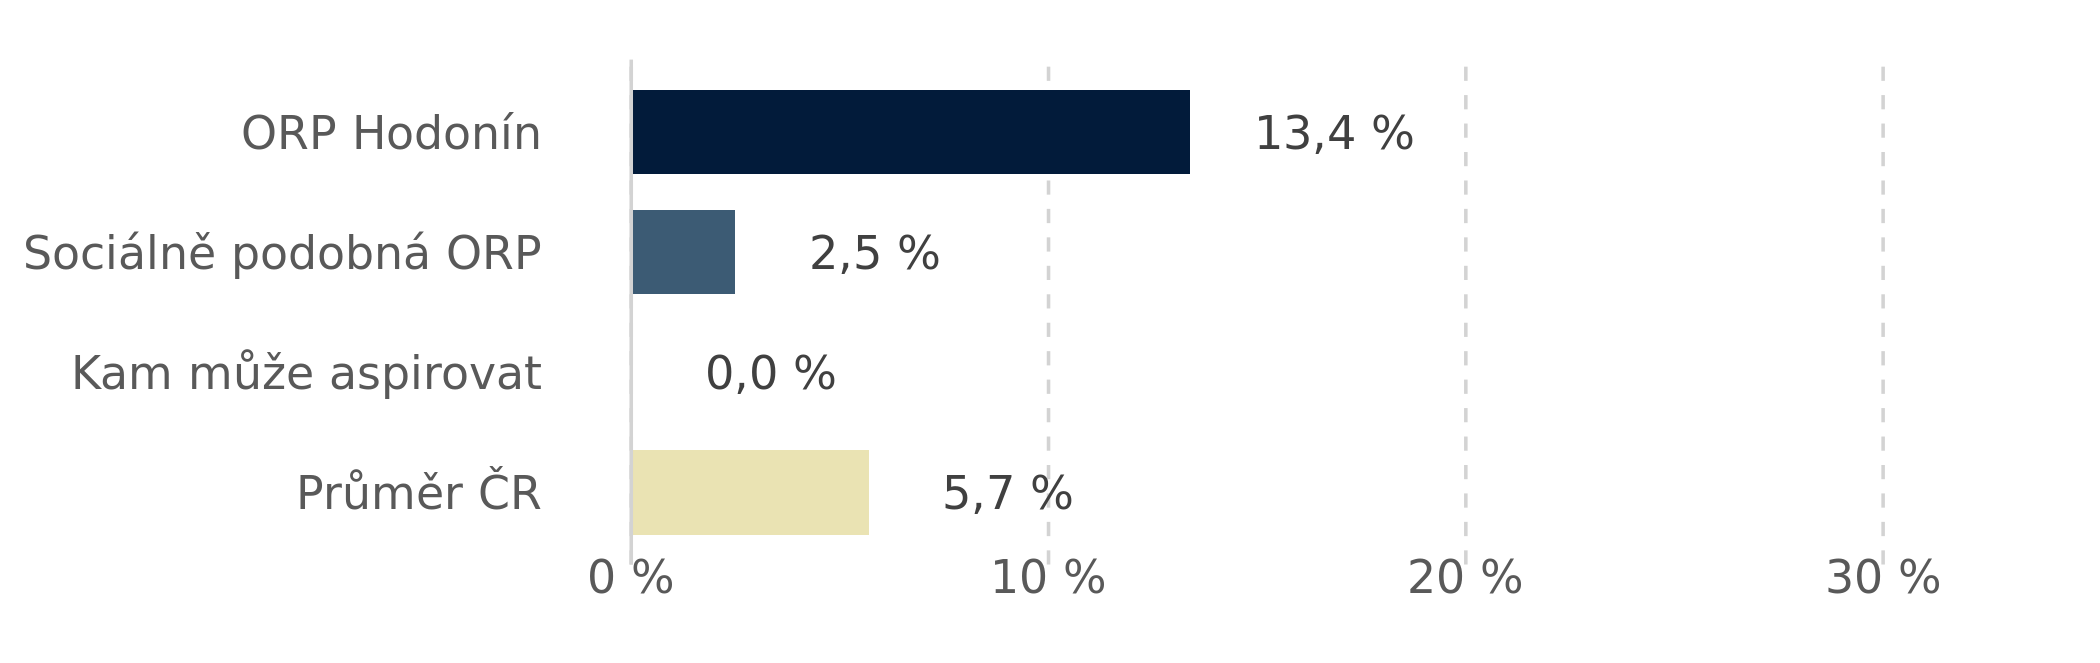 ORP Hodonín 13,4 %
Sociálně podobná ORP 2,5 %
Kam může aspirovat 0,0 %
Průměr ČR 5,7 %
0 % 10 % 20 % 30 %